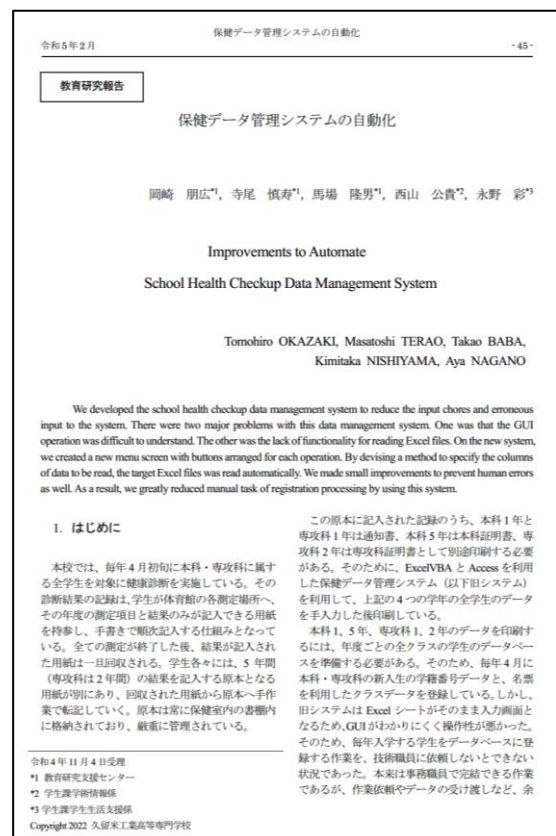 保健データ管理システムの自動化
令和5年2月
- 45 -
教育研究報告
保健データ管理システムの自動化
岡崎 朋広*1, 寺尾 慎寿*1, 馬場 隆男*1, 西山 公貴*2, 永野 彩*3
Improvements to Automate
School Health Checkup Data Management System
Tomohiro OKAZAKI, Masatoshi TERAO, Takao BABA,
Kimitaka NISHIYAMA, Aya NAGANO
We developed the school health checkup data management system to reduce the input chores and erroneous
input to the system. There were two major problems with this data management system. One was that the GUI
operation was difficult to understand. The other was the lack of functionality for reading Excel files. On the new system,
we created a new menu screen with buttons arranged for each operation. By devising a method to specify the columns
of data to be read, the target Excel files was read automatically. We made small improvements to prevent human errors
as well. As a result, we greatly reduced manual task of registration processing by using this system.
1. はじめに
本校では、毎年4月初旬に本科・専攻科に属す
る全学生を対象に健康診断を実施している。その
診断結果の記録は、学生が体育館の各測定場所へ、
その年度の測定項目と結果のみが記入できる用紙
を持参し、手書きで順次記入する仕組みとなって
いる。全ての測定が終了した後、結果が記入され
た用紙は一旦回収される。学生各々には、5年間
(専攻科は2年間)の結果を記入する原本となる
用紙が別にあり、回収された用紙から原本へ手作
業で転記していく。原本は常に保健室内の書棚内
に格納されており、厳重に管理されている。
令和4年11月4日受理
*1 教育研究支援センター
*2 学生課学術情報係
*3 学生課学生生活支援係
Copyright 2022 久留米工業高等専門学校
この原本に記入された記録のうち、本科1年と
専攻科1年は通知書、本科5年は本科証明書、専
攻科2年は専攻科証明書として別途印刷する必要
がある。そのために、ExcelVBAとAccessを利用
した保健データ管理システム(以下旧システム)
を利用して、上記の4つの学年の全学生のデータ
を手入力した後印刷している。
本科1、5年、専攻科1、2年のデータを印刷す
るには、年度ごとの全クラスの学生のデータベー
スを準備する必要がある。そのため、毎年4月に
本科・専攻科の新入生の学籍番号データと、名票
を利用したクラスデータを登録している。しかし、
旧システムはExcelシートがそのまま入力画面と
なるため、GUIがわかりにくく操作性が悪かった。
そのため、毎年入学する学生をデータベースに登
録する作業を、技術職員に依頼しないとできない
状況であった。本来は事務職員で完結できる作業
であるが、作業依頼やデータの受け渡しなど、余